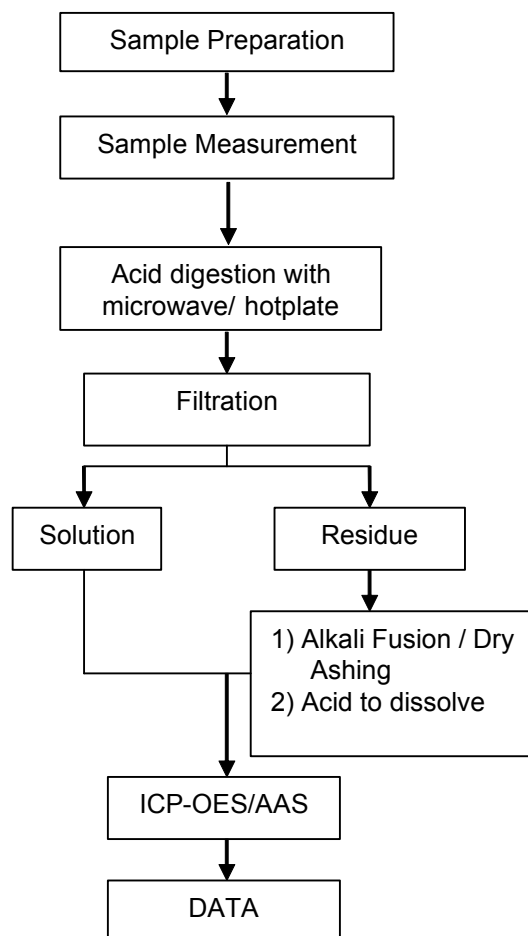 Sample Preparation
Sample Measurement
Acid digestion with
microwave/ hotplate
Filtration
Solution
Residue
1) Alkali Fusion / Dry
Ashing
2) Acid to dissolve
ICP-OES/AAS
DATA